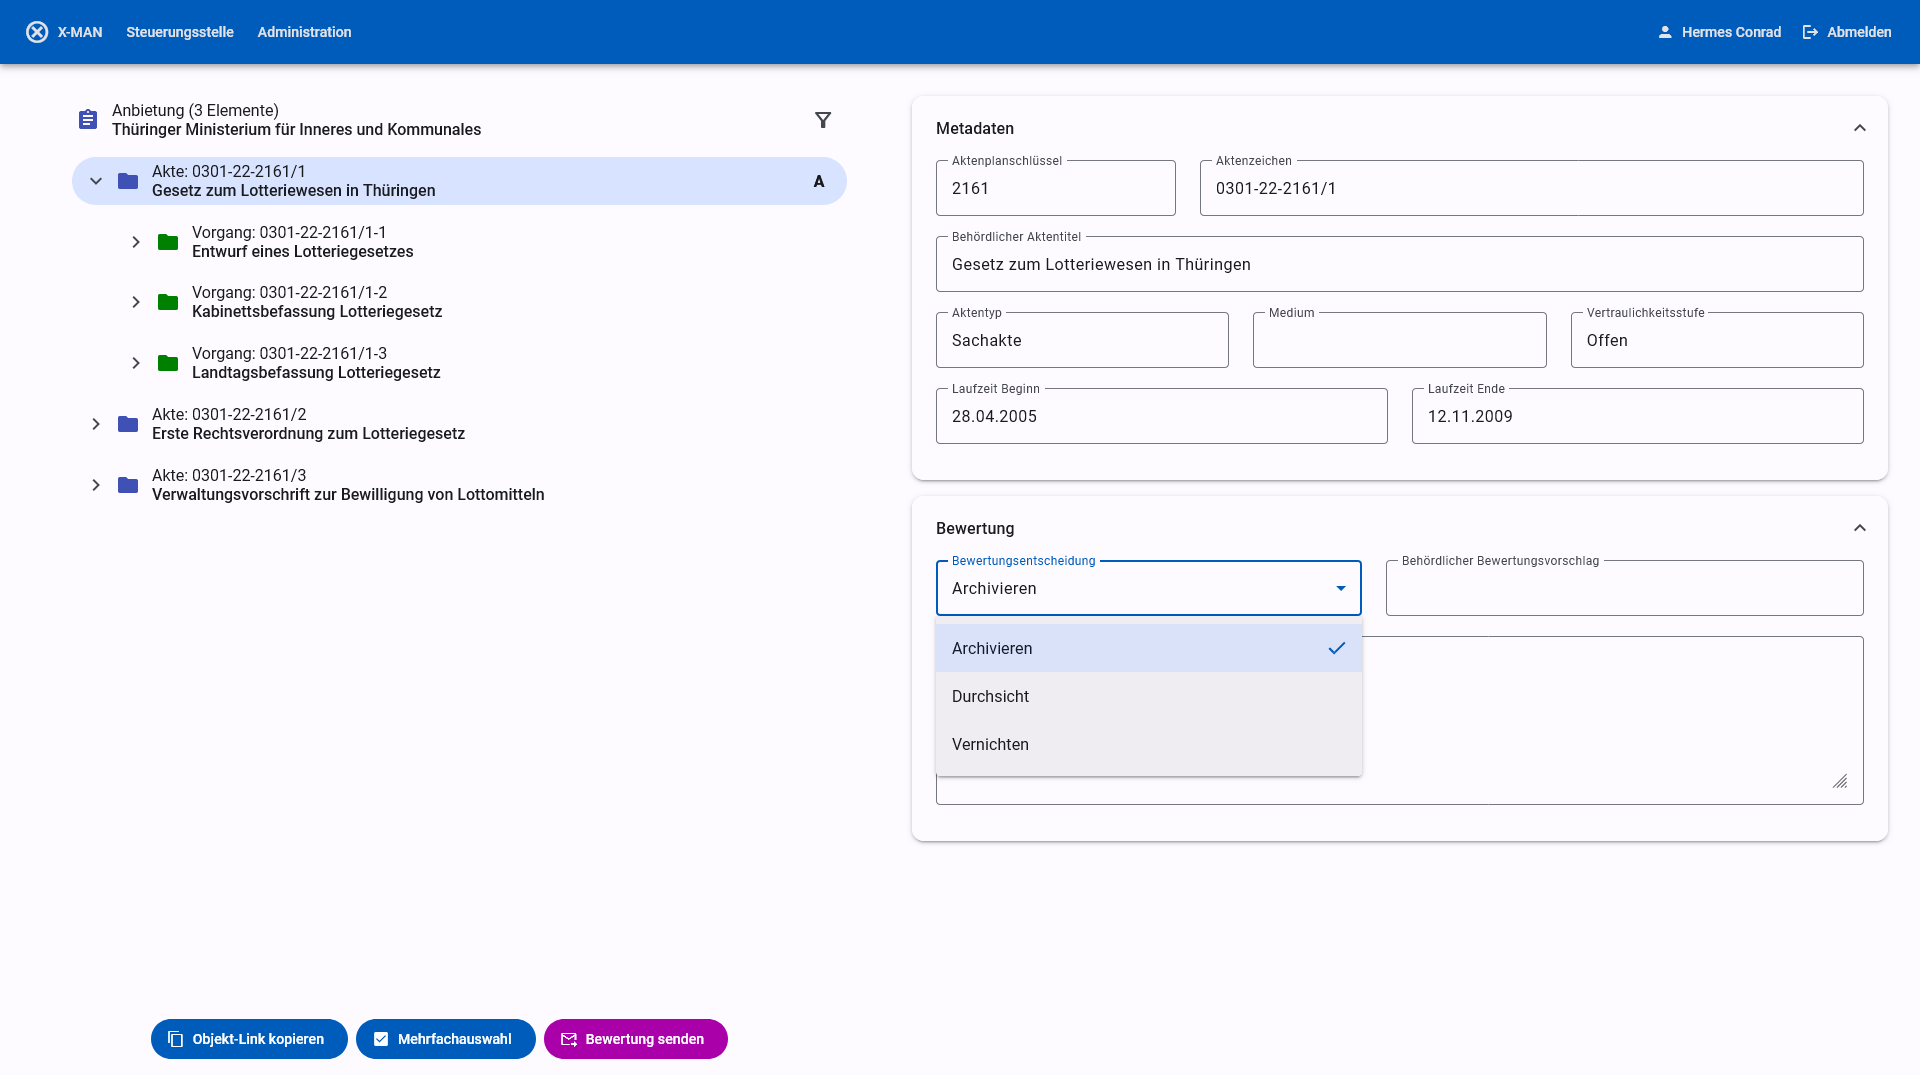 X-MAN Steuerungsstelle Administration Hermes Conrad Abmelden
Anbietung (3 Elemente)
Thüringer Ministerium für Inneres und Kommunales
Akte: 0301-22-2161/1
Gesetz zum Lotteriewesen in Thüringen
A
Vorgang: 0301-22-2161/1-1
Entwurf eines Lotteriegesetzes
Vorgang: 0301-22-2161/1-2
Kabinettsbefassung Lotteriegesetz
Vorgang: 0301-22-2161/1-3
Landtagsbefassung Lotteriegesetz
Akte: 0301-22-2161/2
Erste Rechtsverordnung zum Lotteriegesetz
Akte: 0301-22-2161/3
Verwaltungsvorschrift zur Bewilligung von Lottomitteln
Metadaten
Aktenplanschlüssel
2161
Aktenzeichen
0301-22-2161/1
Behördlicher Aktentitel
Gesetz zum Lotteriewesen in Thüringen
Aktentyp
Sachakte
Medium
Vertraulichkeitsstufe
Offen
Laufzeit Beginn
28.04.2005
Laufzeit Ende
12.11.2009
Bewertung
Bewertungsentscheidung
Archivieren
Behördlicher Bewertungsvorschlag
Archivieren
Durchsicht
Vernichten
Objekt-Link kopieren
Mehrfachauswahl
Bewertung senden